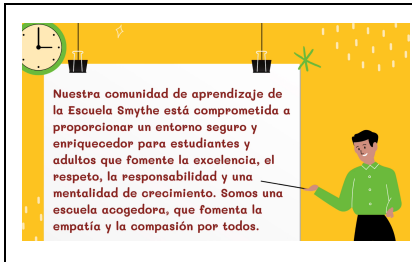 Nuestra comunidad de aprendizaje de
la Escuela Smythe está comprometida a
proporcionar un entorno seguro y
enriquecedor para estudiantes y
adultos que fomente la excelencia, el
respeto, la responsabilidad y una
mentalidad de crecimiento. Somos una
escuela acogedora, que fomenta la
empatía y la compasión por todos.